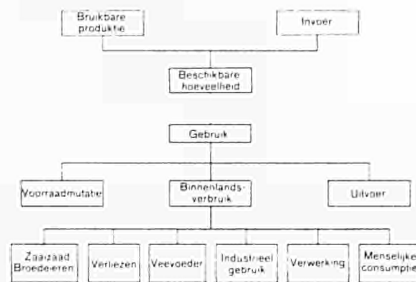 Bruikbare
produktie
Invoer
Beschikbare
hoeveelheid
Gebruik
Voorraadmutatie
Binnenlands-
verbruik
Uitvoer
Zaaizaad
Broedeieren
Verliezen
Veevoeder
Industrieel
gebruik
Verwerking
Menselijke
consumptie